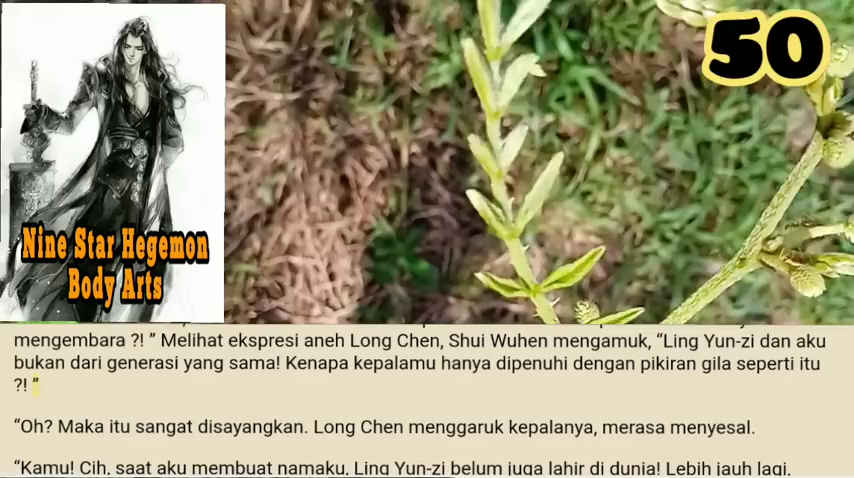 50
Nine Star Hegemon
Body Arts
mengembara ?! ” Melihat ekspresi aneh Long Chen, Shui Wuhen mengamuk, “Ling Yun-zi dan aku
bukan dari generasi yang sama! Kenapa kepalamu hanya dipenuhi dengan pikiran gila seperti itu
?! ”
“Oh? Maka itu sangat disayangkan. Long Chen menggaruk kepalanya, merasa menyesal.
“Kamu! Cih, saat aku membuat namaku, Ling Yun-zi belum juga lahir di dunia! Lebih jauh lagi,